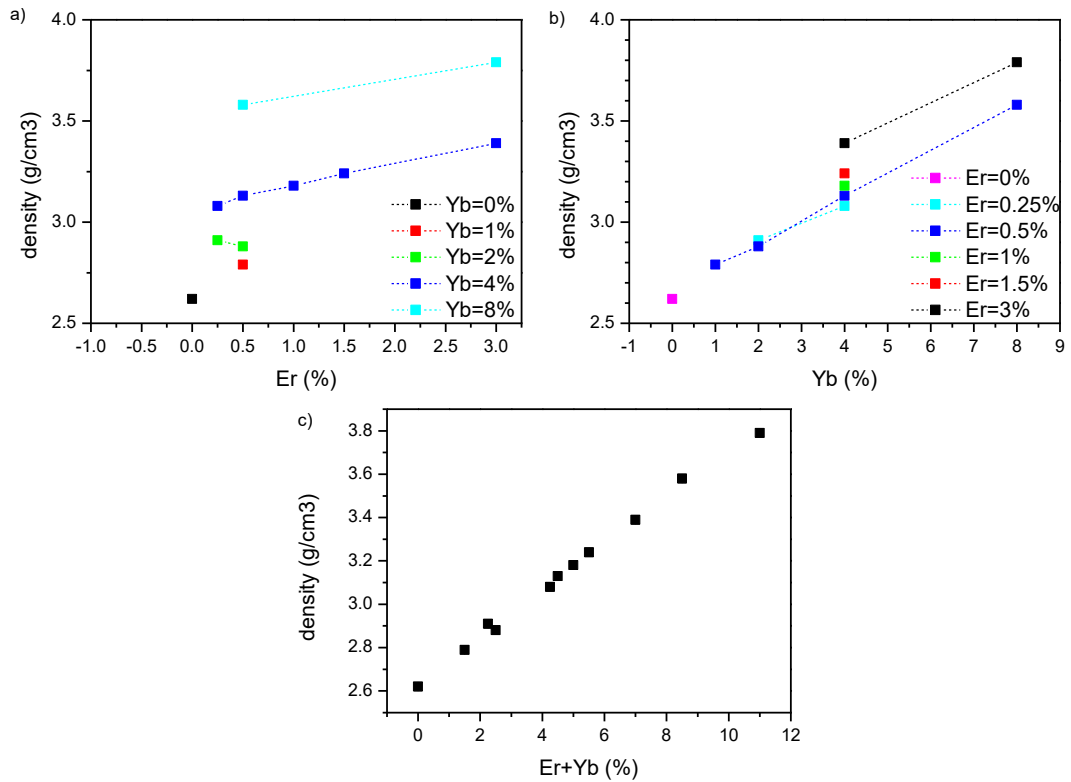 a)
4.0
3.5
3.0
2.5
density (g/cm3)
Yb=0%
Yb=1%
Yb=2%
Yb=4%
Yb=8%
-1.0 -0.5 0.0 0.5 1.0 1.5 2.0 2.5 3.0
Er (%)
b)
4.0
3.5
3.0
2.5
density (g/cm3)
Er=0%
Er=0.25%
Er=0.5%
Er=1%
Er=1.5%
Er=3%
-1 0 1 2 3 4 5 6 7 8 9
Yb (%)
c)
3.8
3.6
3.4
3.2
3.0
2.8
2.6
density (g/cm3)
0 2 4 6 8 10 12
Er+Yb (%)